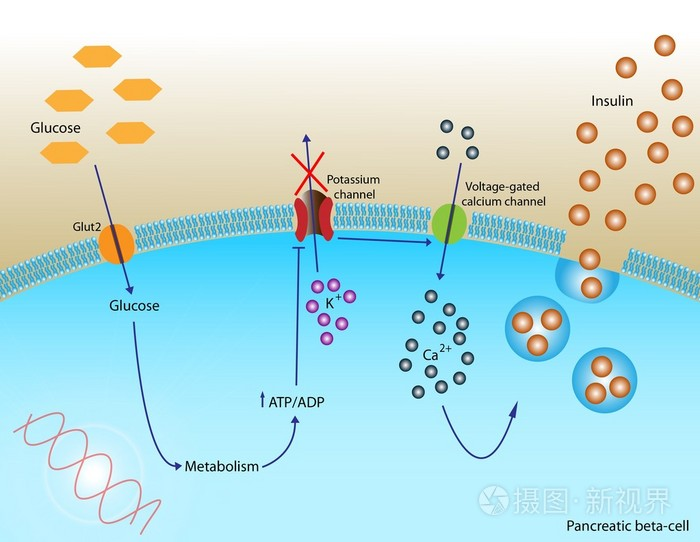 Glucose
Insulin
Potassium
channel
Voltage-gated
calcium channel
Glut2
Glucose
K+
Ca2+
ATP/ADP
Metabolism
摄图·新视界
Pancreatic beta-cell